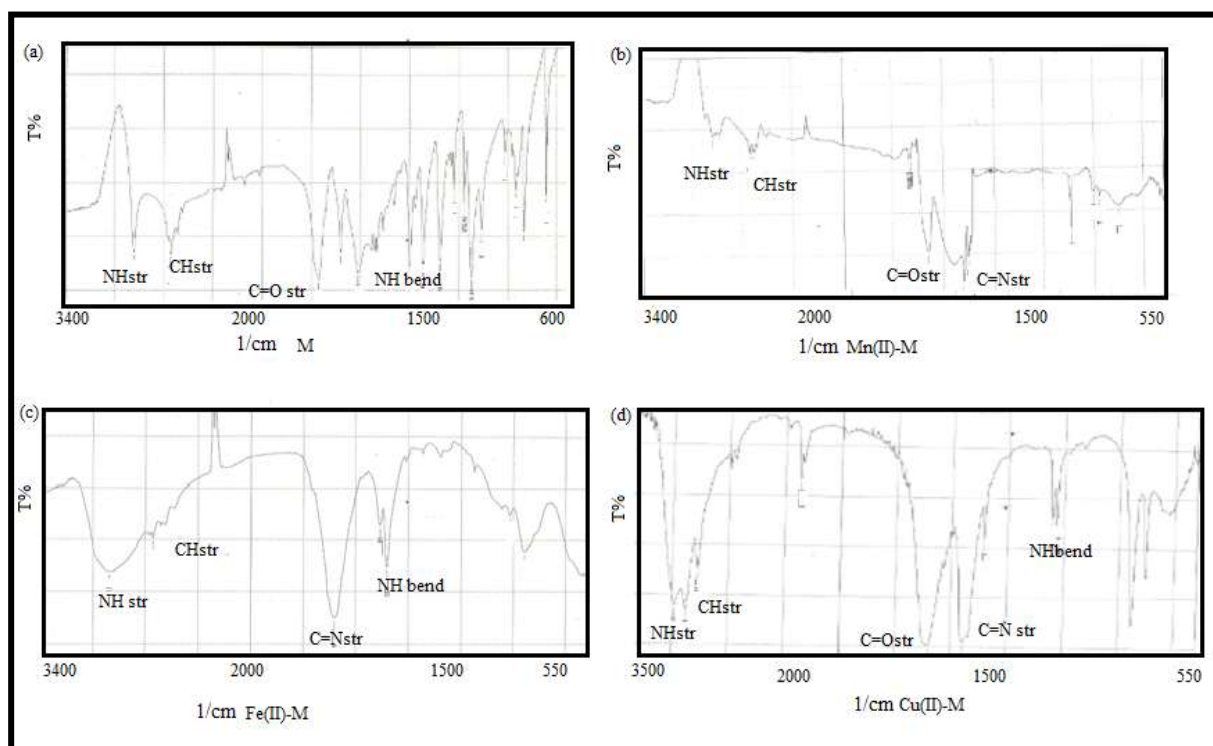 (a)
T%
NHstr
CHstr
C=O str
NH bend
3400 2000 1500 600
1/cm M
(b)
T%
NHstr
CHstr
C=Ostr
C=Nstr
3400 2000 1500 550
1/cm Mn(II)-M
(c)
T%
NH str
CHstr
C=Nstr
NH bend
3400 2000 1500 550
1/cm Fe(II)-M
(d)
T%
NHstr
CHstr
C=Ostr
C=N str
NHbend
3500 2000 1500 550
1/cm Cu(II)-M